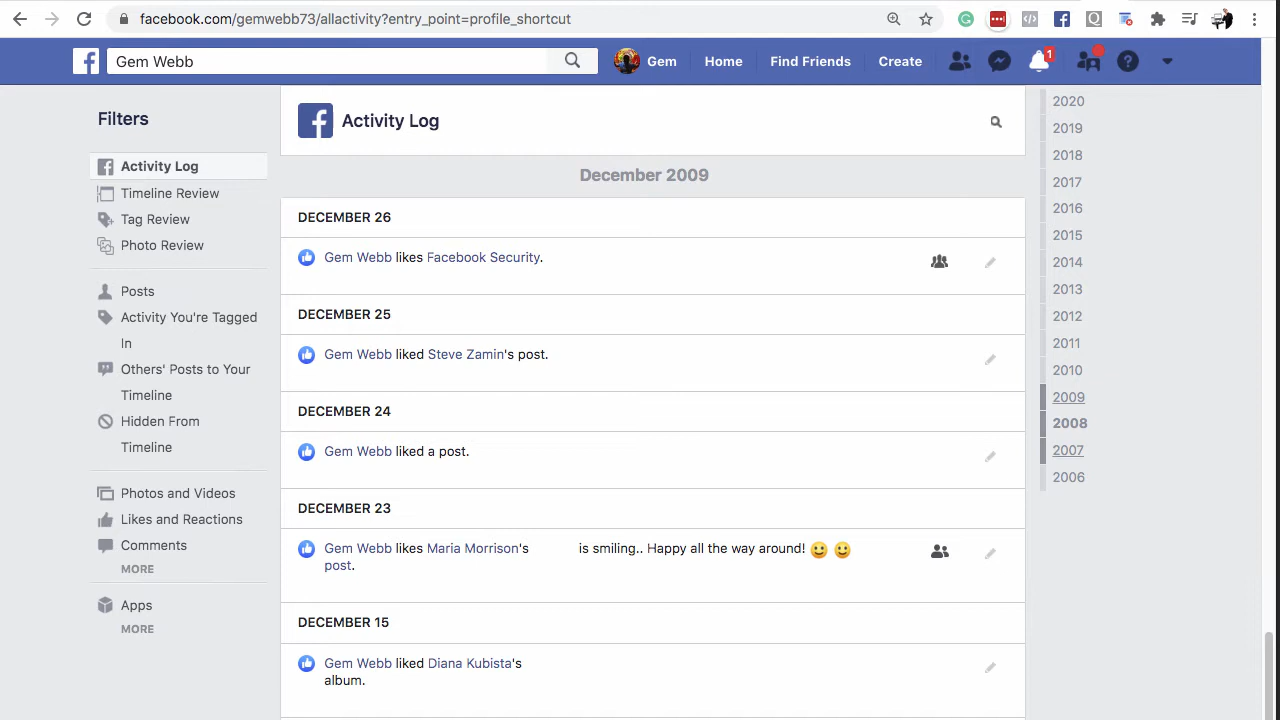 facebook.com/gemwebb73/allactivity?entry_point=profile_shortcut
Gem Webb
Gem
Home
Find Friends
Create
1
Filters
Activity Log
Timeline Review
Tag Review
Photo Review
Posts
Activity You're Tagged
In
Others' Posts to Your
Timeline
Hidden From
Timeline
Photos and Videos
Likes and Reactions
Comments
MORE
Apps
MORE
Activity Log
December 2009
DECEMBER 26
Gem Webb likes Facebook Security.
DECEMBER 25
Gem Webb liked Steve Zamin's post.
DECEMBER 24
Gem Webb liked a post.
DECEMBER 23
Gem Webb likes Maria Morrison's is smiling.. Happy all the way around! 😀 😀
post.
DECEMBER 15
Gem Webb liked Diana Kubista's
album.
2020
2019
2018
2017
2016
2015
2014
2013
2012
2011
2010
2009
2008
2007
2006